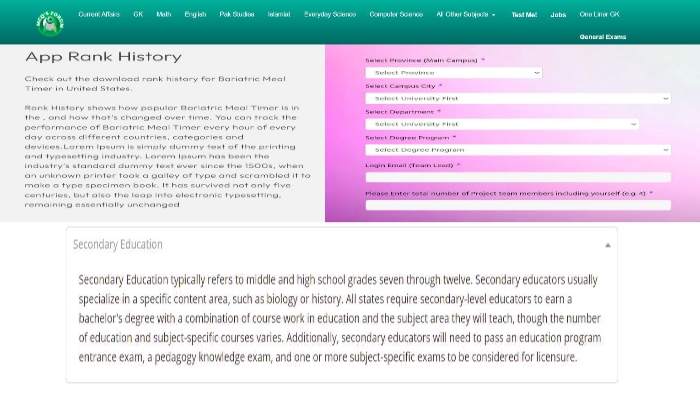 Current Affairs GK Math English Pak Studies Islamiat Everyday Science Computer Science All Other Subjects Test Me! Jobs One Liner GK
General Exams
App Rank History
Check out the download rank history for Bariatric Meal
Timer in United States.
Rank History shows how popular Bariatric Meal Timer is in
the , and how that's changed over time. You can track the
performance of Bariatric Meal Timer every hour of every
day across different countries, categories and
devices.Lorem Ipsum is simply dummy text of the printing
and typesetting industry. Lorem Ipsum has been the
industry's standard dummy text ever since the 1500s, when
an unknown printer took a galley of type and scrambled it to
make a type specimen book. It has survived not only five
centuries, but also the leap into electronic typesetting,
remaining essentially unchanged
Select Province (Main Campus) *
Select Province
Select Campus City *
Select University First
Select Department *
Select University First
Select Degree Program *
Select Degree Program
Login Email (Team Lead) *
Please Enter total number of Project team members including yourself (e.g. 4): *
Secondary Education
Secondary Education typically refers to middle and high school grades seven through twelve. Secondary educators usually
specialize in a specific content area, such as biology or history. All states require secondary-level educators to earn a
bachelor's degree with a combination of course work in education and the subject area they will teach, though the number
of education and subject-specific courses varies. Additionally, secondary educators will need to pass an education program
entrance exam, a pedagogy knowledge exam, and one or more subject-specific exams to be considered for licensure.